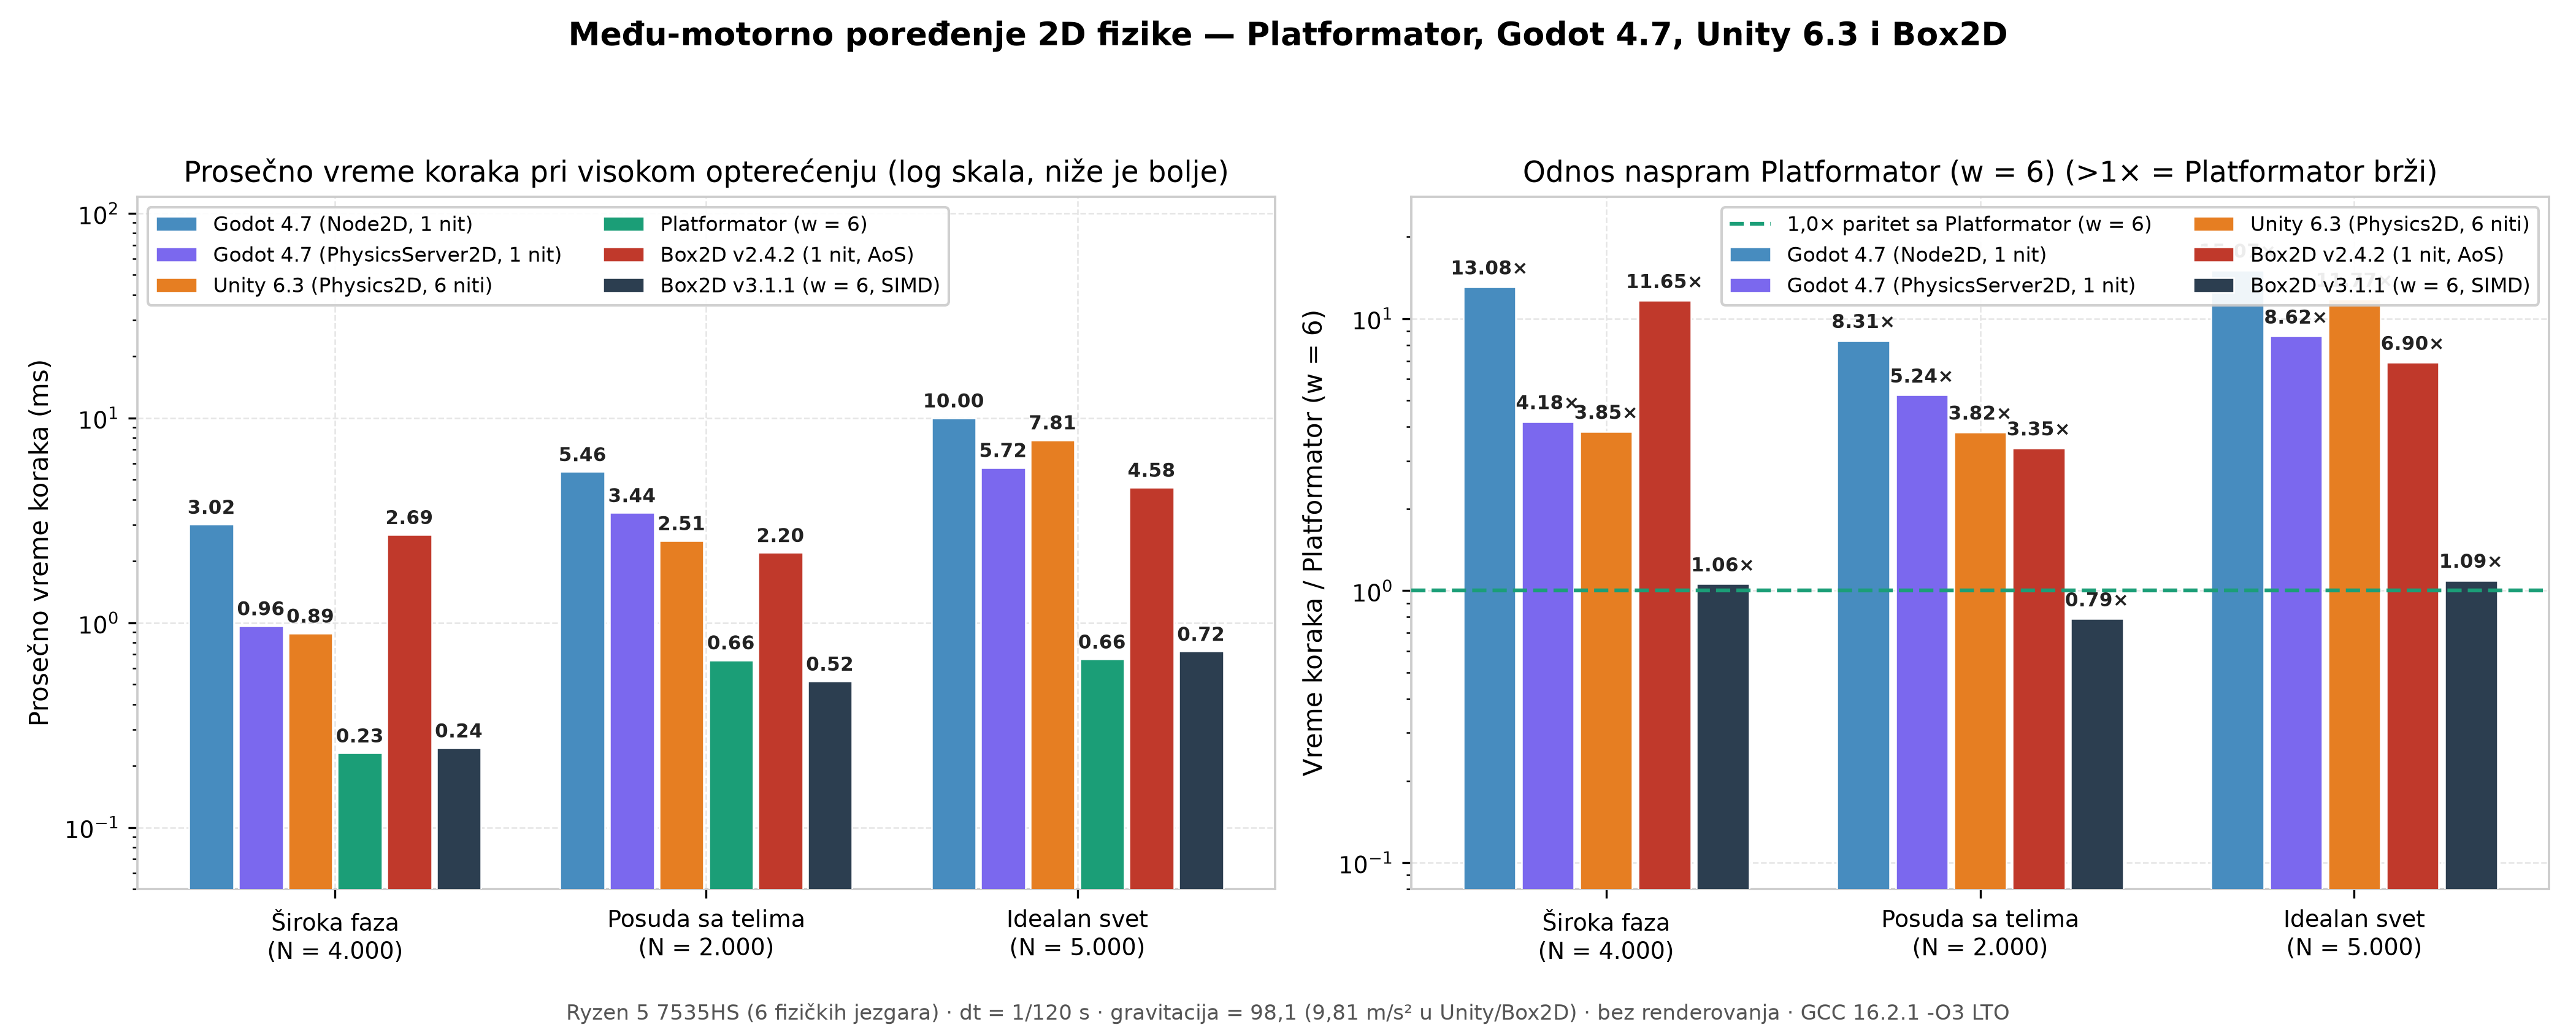 Među-motorno poređenje 2D fizike — Platformator, Godot 4.7, Unity 6.3 i Box2D
Prosečno vreme koraka pri visokom opterećenju (log skala, niže je bolje)
Prosečno vreme koraka (ms)
10²
10¹
10⁰
10⁻¹
Godot 4.7 (Node2D, 1 nit)
Godot 4.7 (PhysicsServer2D, 1 nit)
Unity 6.3 (Physics2D, 6 niti)
Platformator (w = 6)
Box2D v2.4.2 (1 nit, AoS)
Box2D v3.1.1 (w = 6, SIMD)
3.02
0.96
0.89
0.23
2.69
0.24
5.46
3.44
2.51
0.66
2.20
0.52
10.00
5.72
7.81
0.66
4.58
0.72
Široka faza
(N = 4.000)
Posuda sa telima
(N = 2.000)
Idealan svet
(N = 5.000)
Odnos naspram Platformator (w = 6) (>1× = Platformator brži)
Vreme koraka / Platformator (w = 6)
10¹
10⁰
10⁻¹
1,0× paritet sa Platformator (w = 6)
Godot 4.7 (Node2D, 1 nit)
Godot 4.7 (PhysicsServer2D, 1 nit)
Unity 6.3 (Physics2D, 6 niti)
Box2D v2.4.2 (1 nit, AoS)
Box2D v3.1.1 (w = 6, SIMD)
13.08×
4.18×
3.85×
11.65×
1.06×
8.31×
5.24×
3.82×
3.35×
0.79×
8.62×
6.90×
1.09×
Široka faza
(N = 4.000)
Posuda sa telima
(N = 2.000)
Idealan svet
(N = 5.000)
Ryzen 5 7535HS (6 fizičkih jezgara) · dt = 1/120 s · gravitacija = 98,1 (9,81 m/s² u Unity/Box2D) · bez renderovanja · GCC 16.2.1 -O3 LTO